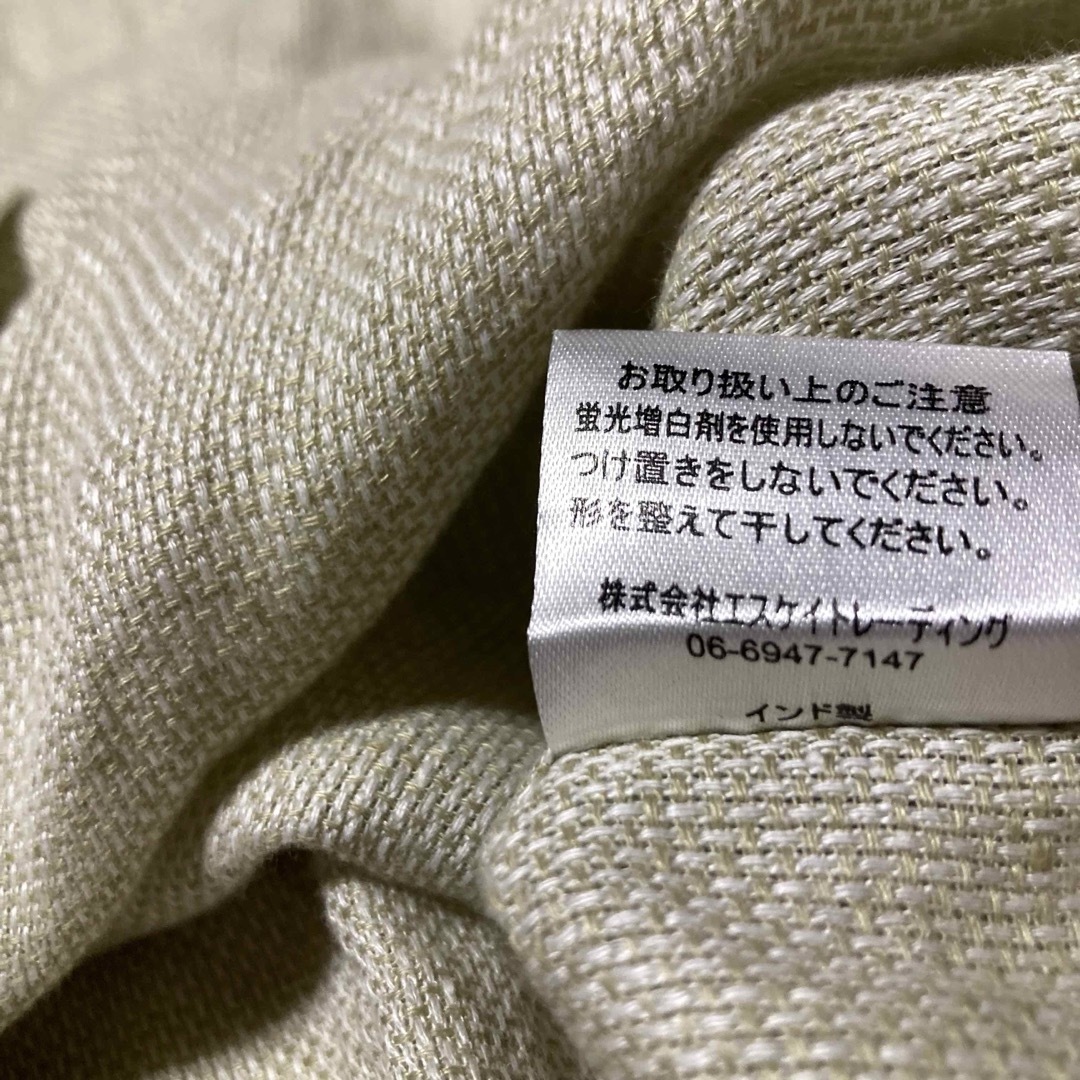 お取り扱い上のご注意
蛍光増白剤を使用しないでください。
つけ置きをしないでください。
形を整えて干してください。
株式会社エスケイトレーディング
06-6947-7147
インド製